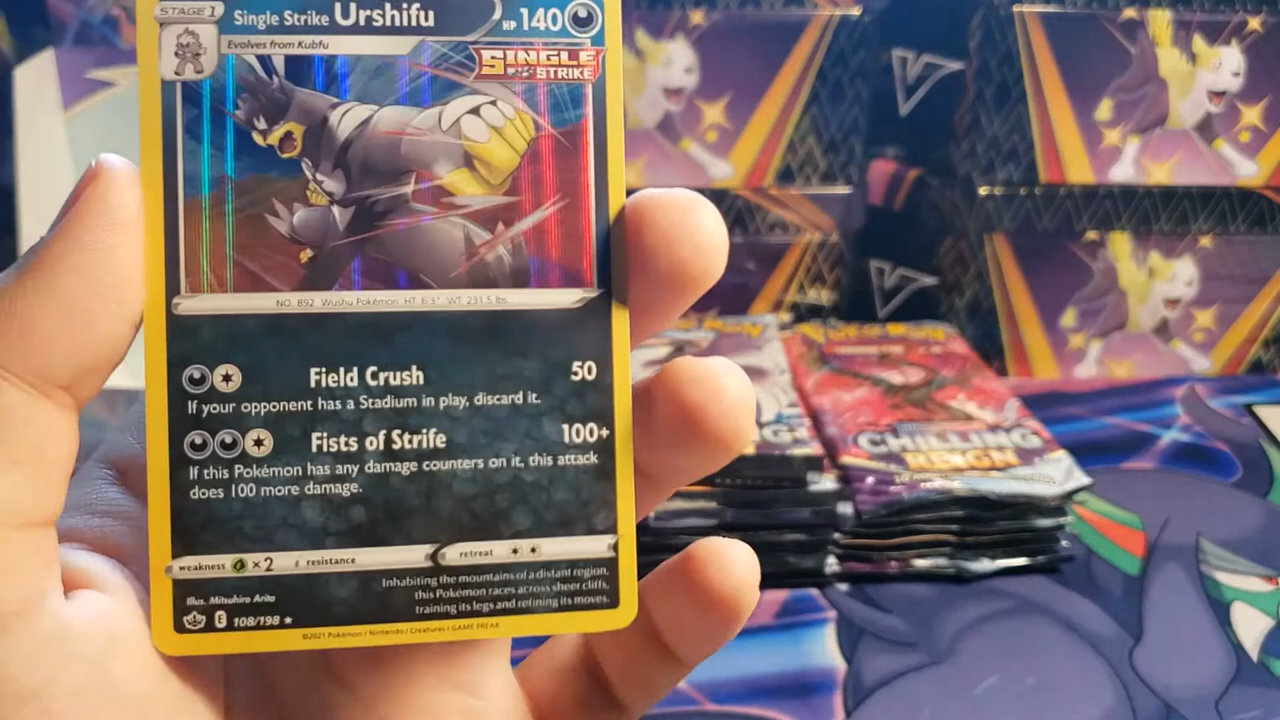 STAGE 1
Single Strike Urshifu
HP 140
Evolves from Kubfu
SINGLE
STRIKE
NO. 892 Wushu Pokémon HT: 6'3" WT: 231.5 lbs.
Field Crush 50
If your opponent has a Stadium in play, discard it.
Fists of Strife 100+
If this Pokémon has any damage counters on it, this attack
does 100 more damage.
weakness ×2 resistance retreat
Inhabiting the mountains of a distant region,
this Pokémon races across sheer cliffs,
training its legs and refining its moves.
Illus. Mitsuhiro Arita
E 108/198 ★
©2021 Pokémon / Nintendo / Creatures / GAME FREAK
CHILLING
REIGN